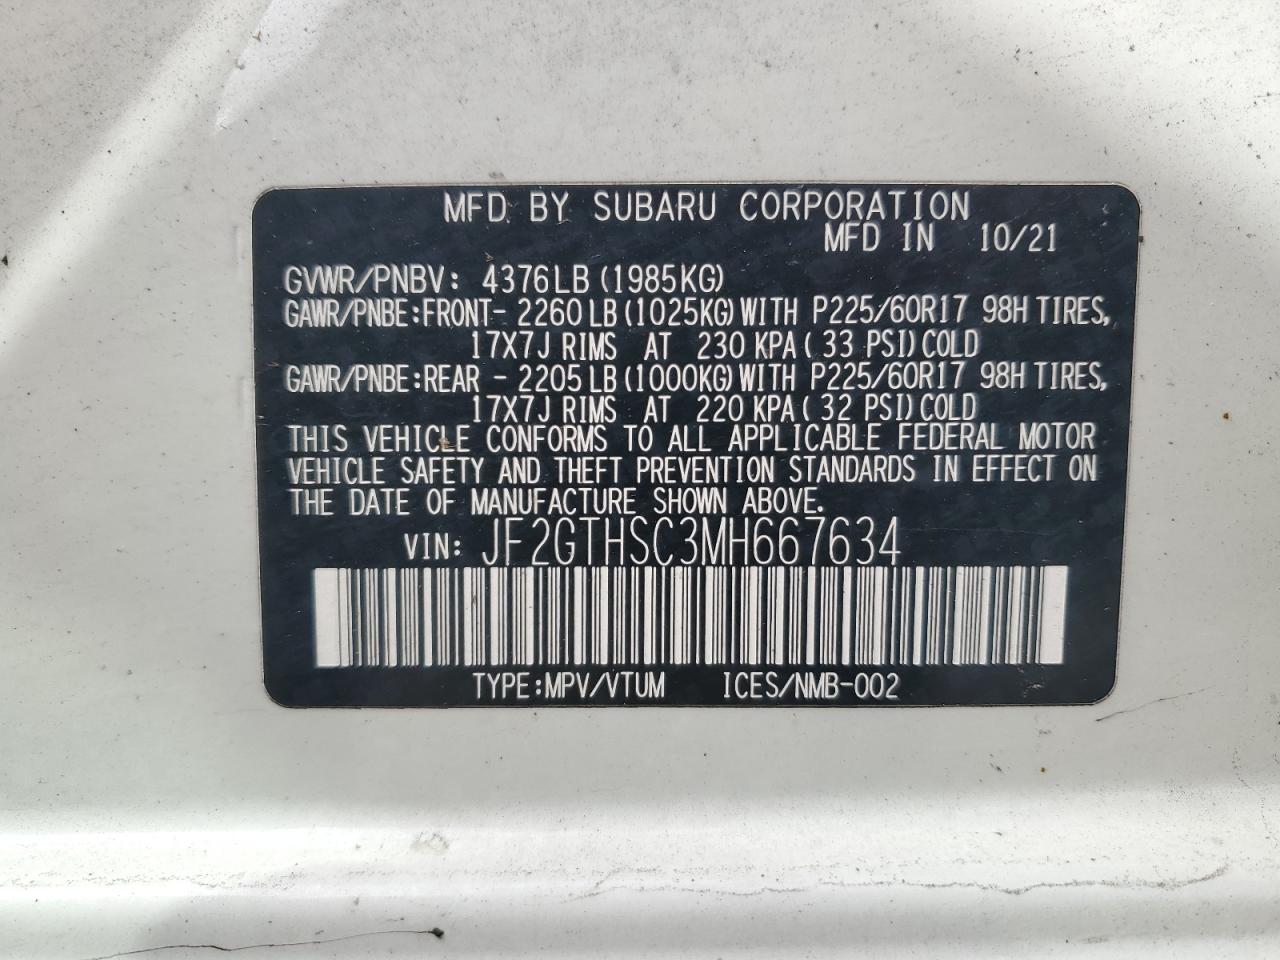 MFD BY SUBARU CORPORATION
MFD IN 10/21
GVWR/PNBV: 4376LB (1985KG)
GAWR/PNBE:FRONT- 2260 LB (1025KG) WITH P225/60R17 98H TIRES,
17X7J RIMS AT 230 KPA ( 33 PSI) COLD
GAWR/PNBE:REAR - 2205 LB (1000KG) WITH P225/60R17 98H TIRES,
17X7J RIMS AT 220 KPA ( 32 PSI) COLD
THIS VEHICLE CONFORMS TO ALL APPLICABLE FEDERAL MOTOR
VEHICLE SAFETY AND THEFT PREVENTION STANDARDS IN EFFECT ON
THE DATE OF MANUFACTURE SHOWN ABOVE.
VIN: JF2GTHSC3MH667634
TYPE:MPV/VTUM ICES/NMB-002